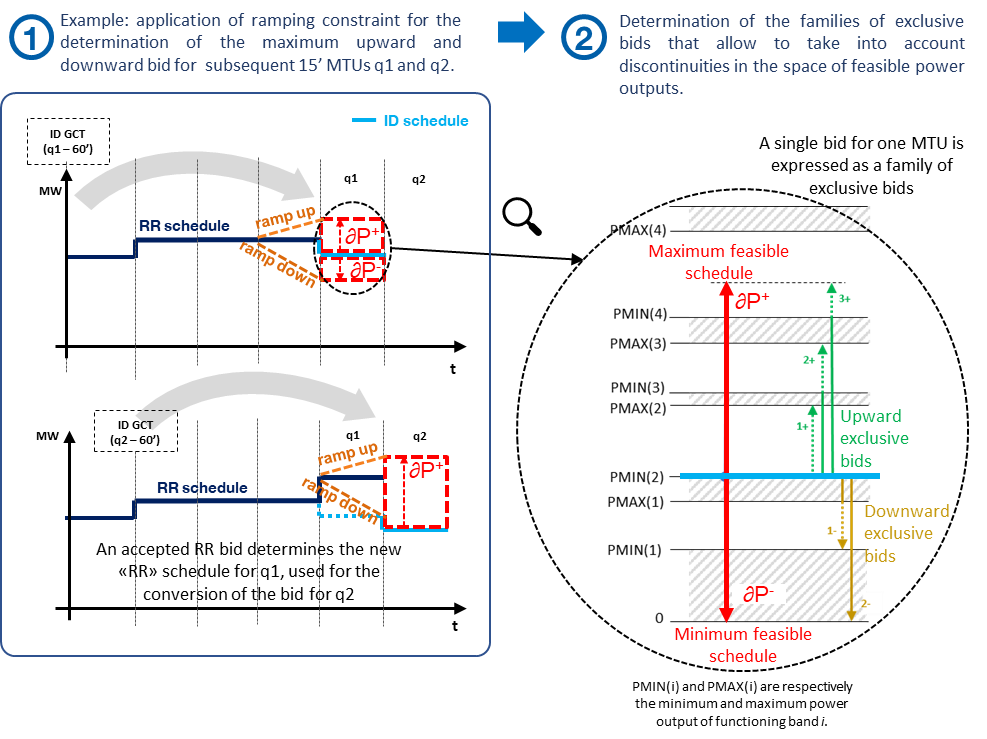 1
Example: application of ramping constraint for the
determination of the maximum upward and
downward bid for subsequent 15’ MTUs q1 and q2.
2
Determination of the families of exclusive
bids that allow to take into account
discontinuities in the space of feasible power
outputs.
ID schedule
ID GCT
(q1 – 60’)
MW
q1
q2
RR schedule
ramp up
ramp down
∂P+
∂P-
t
ID GCT
(q2 – 60’)
MW
q1
q2
RR schedule
ramp up
ramp down
∂P+
An accepted RR bid determines the new
«RR» schedule for q1, used for the
conversion of the bid for q2
t
A single bid for one MTU is
expressed as a family of
exclusive bids
PMAX(4)
Maximum feasible
schedule
∂P+
3+
PMIN(4)
PMAX(3)
2+
PMIN(3)
PMAX(2)
1+
Upward
exclusive
bids
PMIN(2)
PMAX(1)
Downward
exclusive
bids
1-
PMIN(1)
∂P-
2-
0
Minimum feasible
schedule
PMIN(i) and PMAX(i) are respectively
the minimum and maximum power
output of functioning band i.